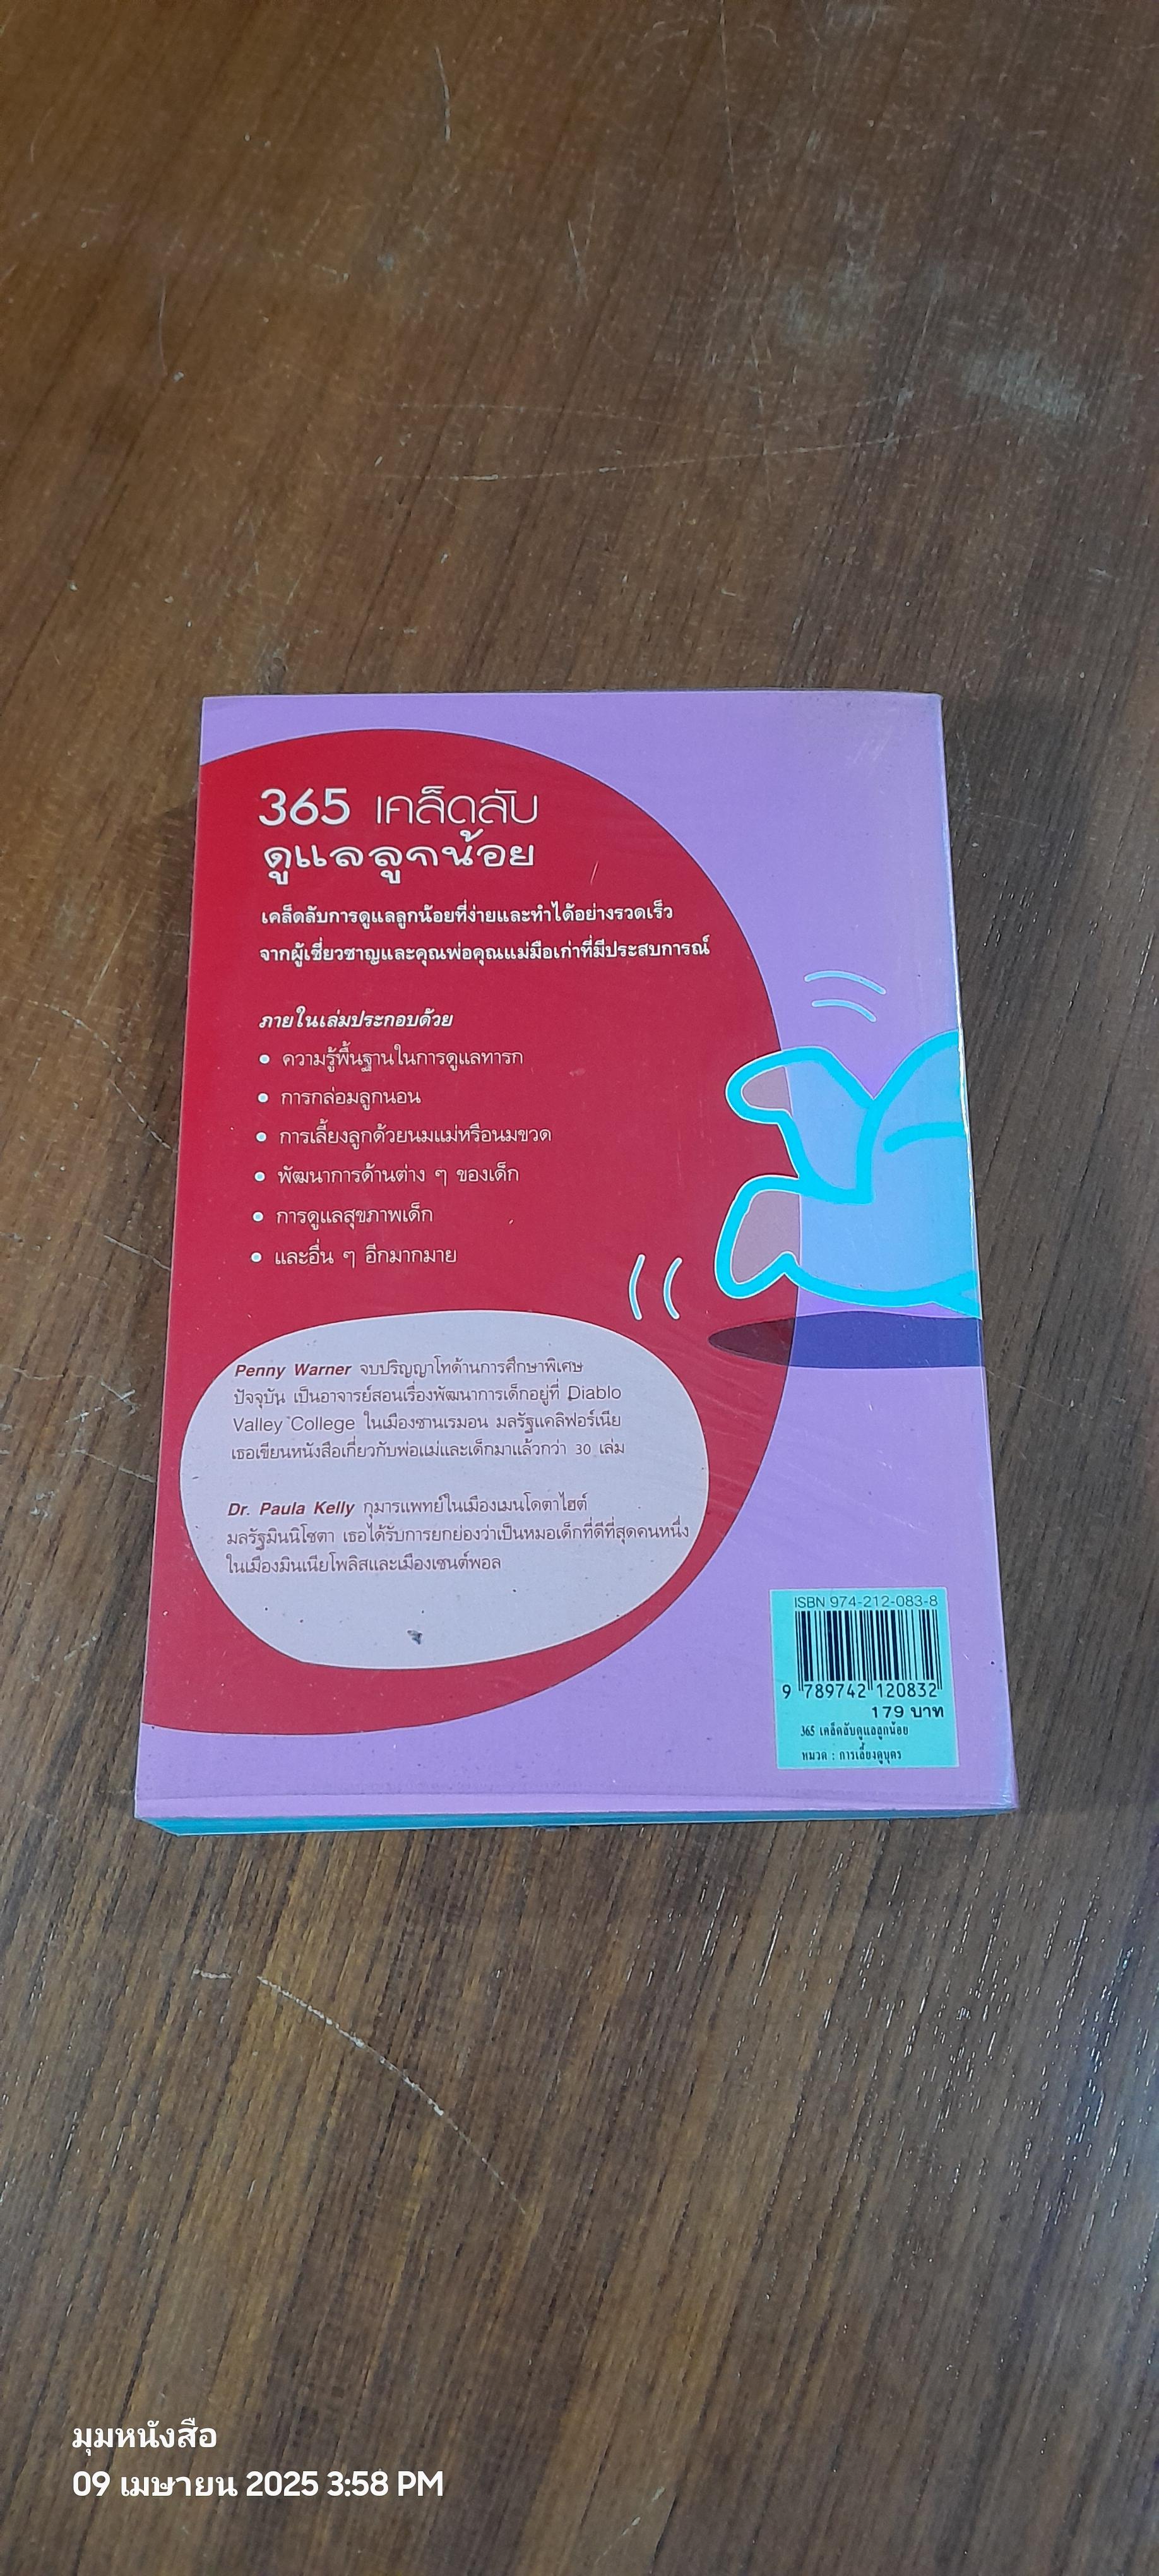 365 เคล็ดลับ
ดูแลลูกน้อย
เคล็ดลับการดูแลลูกน้อยที่ง่ายและทำได้อย่างรวดเร็ว
จากผู้เชี่ยวชาญและคุณพ่อคุณแม่มือเก่าที่มีประสบการณ์
ภายในเล่มประกอบด้วย
• ความรู้พื้นฐานในการดูแลทารก
• การกล่อมลูกนอน
• การเลี้ยงลูกด้วยนมแม่หรือนมขวด
• พัฒนาการด้านต่าง ๆ ของเด็ก
• การดูแลสุขภาพเด็ก
• และอื่น ๆ อีกมากมาย
Penny Warner จบปริญญาโทด้านการศึกษาพิเศษ
ปัจจุบัน เป็นอาจารย์สอนเรื่องพัฒนาการเด็กอยู่ที่ Diablo
Valley College ในเมืองซานเรมอน มลรัฐแคลิฟอร์เนีย
เธอเขียนหนังสือเกี่ยวกับพ่อแม่และเด็กมาแล้วกว่า 30 เล่ม
Dr. Paula Kelly กุมารแพทย์ในเมืองเมนโดตาไฮต์
มลรัฐมินนิโซตา เธอได้รับการยกย่องว่าเป็นหมอเด็กที่ดีที่สุดคนหนึ่ง
ในเมืองมินเนียโพลิสและเมืองเซนต์พอล
ISBN 974-212-083-8
9 789742 120832
179 บาท
365 เคล็ดลับดูแลลูกน้อย
หมวด : การเลี้ยงดูบุตร
มุมหนังสือ
09 เมษายน 2025 3:58 PM